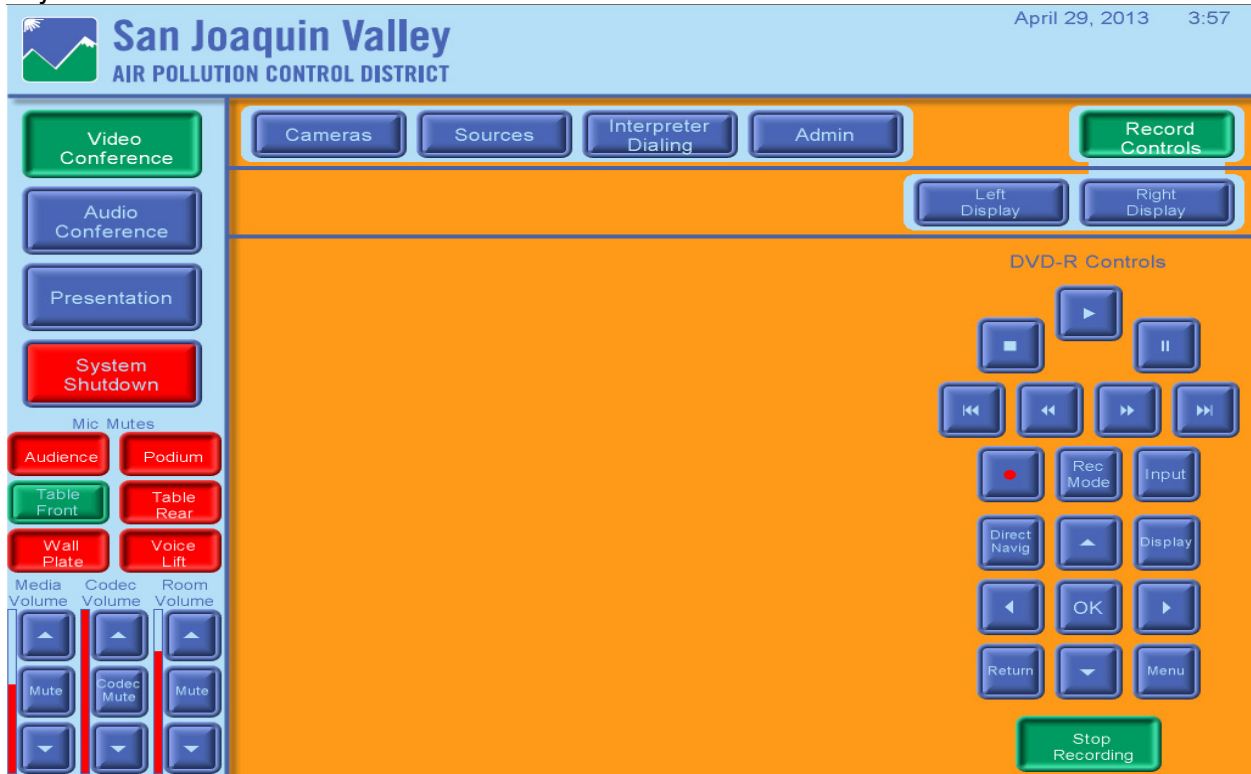 San Joaquin Valley
AIR POLLUTION CONTROL DISTRICT
April 29, 2013 3:57
Video
Conference
Audio
Conference
Presentation
System
Shutdown
Mic Mutes
Audience
Podium
Table
Front
Table
Rear
Wall
Plate
Voice
Lift
Media
Volume
Codec
Volume
Room
Volume
Mute
Codec
Mute
Mute
Cameras
Sources
Interpreter
Dialing
Admin
Record
Controls
Left
Display
Right
Display
DVD-R Controls
Rec
Mode
Input
Direct
Navig
Display
OK
Return
Menu
Stop
Recording